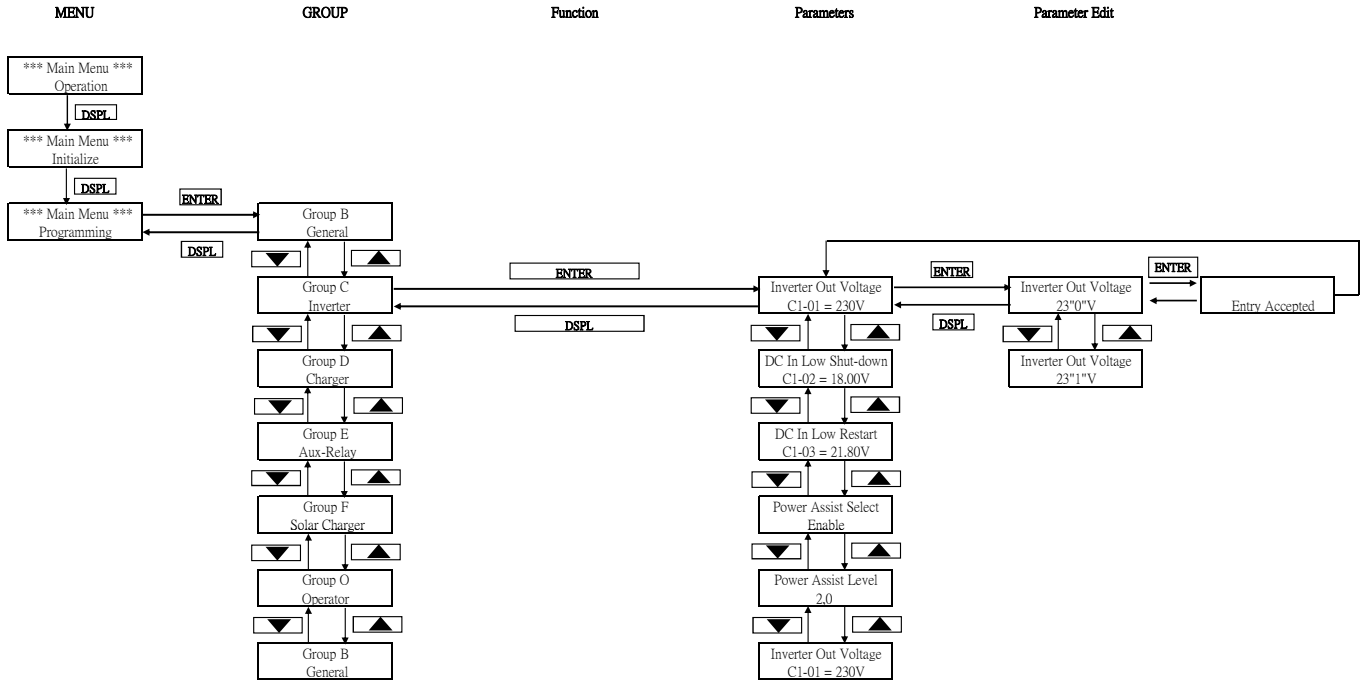 MENU
GROUP
Function
Parameters
Parameter Edit
*** Main Menu ***
Operation
DSPL
*** Main Menu ***
Initialize
DSPL
*** Main Menu ***
Programming
ENTER
DSPL
Group B
General
Group C
Inverter
Group D
Charger
Group E
Aux-Relay
Group F
Solar Charger
Group O
Operator
Group B
General
ENTER
DSPL
Inverter Out Voltage
C1-01 = 230V
DC In Low Shut-down
C1-02 = 18.00V
DC In Low Restart
C1-03 = 21.80V
Power Assist Select
Enable
Power Assist Level
2,0
Inverter Out Voltage
C1-01 = 230V
ENTER
DSPL
Inverter Out Voltage
23"0"V
Inverter Out Voltage
23"1"V
ENTER
Entry Accepted